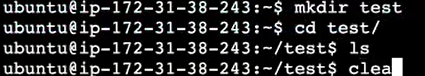 ubuntu@ip-172-31-38-243:~$ mkdir test
ubuntu@ip-172-31-38-243:~$ cd test/
ubuntu@ip-172-31-38-243:~/test$ ls
ubuntu@ip-172-31-38-243:~/test$ clea